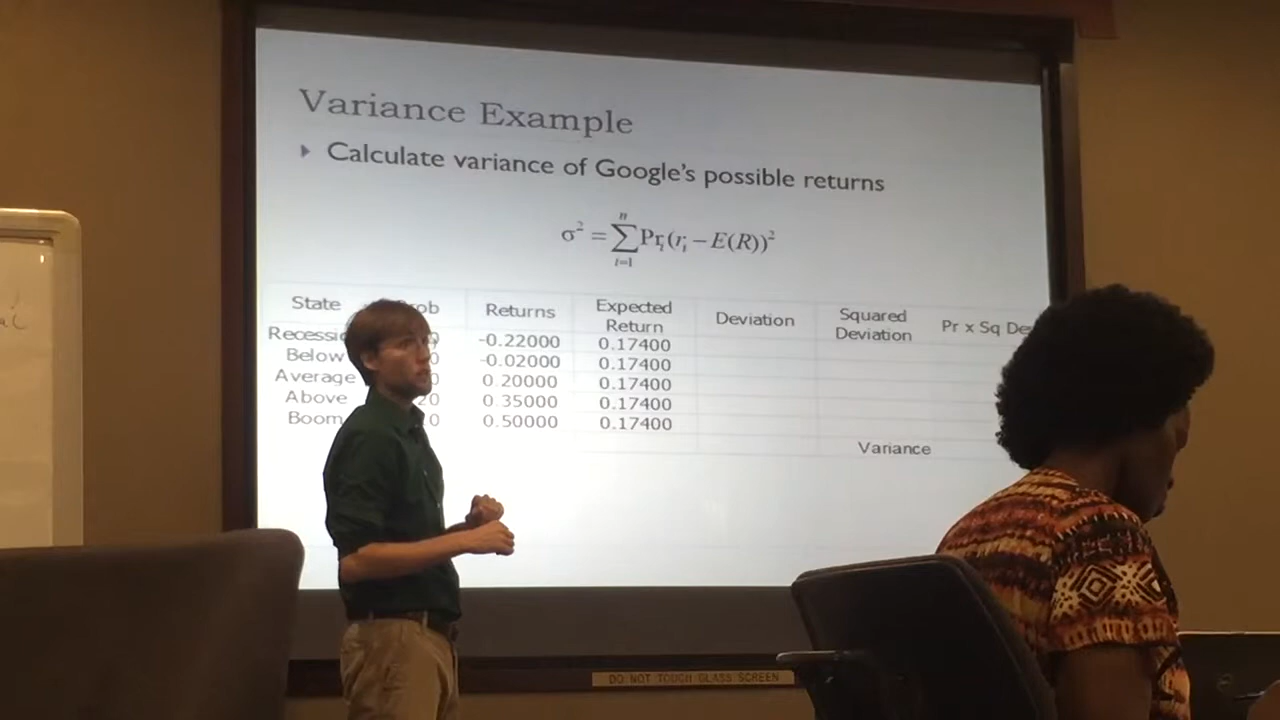 Variance Example
Calculate variance of Google's possible returns
σ² = ∑ⁿᵢ₌₁ Prᵢ(rᵢ − E(R))²
State Returns Expected Return Deviation Squared Deviation Pr x Sq
-0.22000 0.17400
Below -0.02000 0.17400
Average 0.20000 0.17400
Above 0.35000 0.17400
Boom 0.50000 0.17400
Variance
DO NOT TOUCH GLASS SCREEN